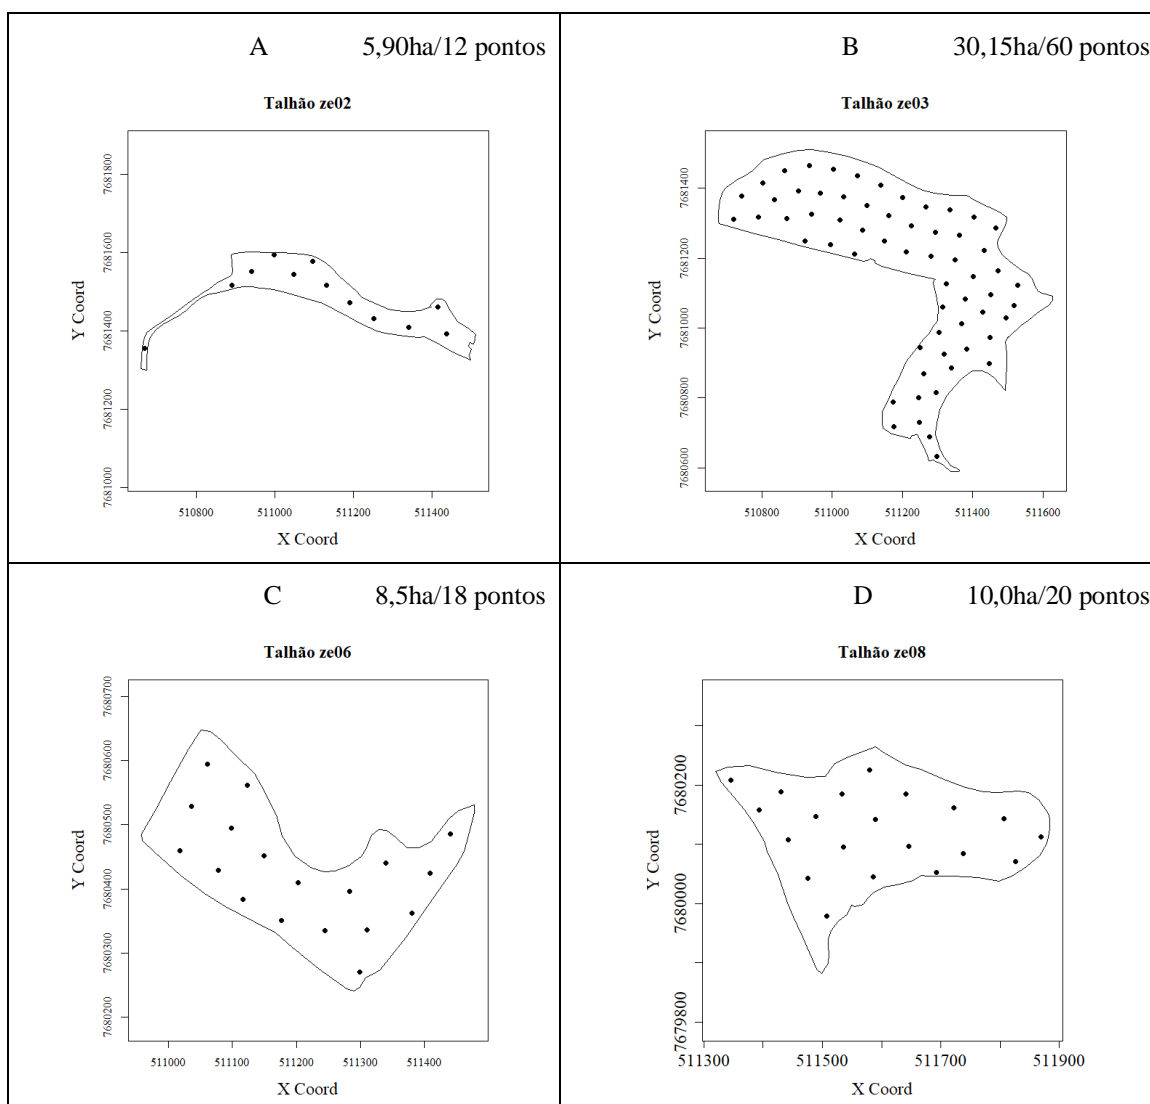 A 5,90ha/12 pontos
Talhão ze02
7681800
7681600
7681400
7681200
7681000
Y Coord
510800 511000 511200 511400
X Coord
B 30,15ha/60 pontos
Talhão ze03
7681400
7681200
7681000
7680800
7680600
Y Coord
510800 511000 511200 511400 511600
X Coord
C 8,5ha/18 pontos
Talhão ze06
7680700
7680600
7680500
7680400
7680300
7680200
Y Coord
511000 511100 511200 511300 511400
X Coord
D 10,0ha/20 pontos
Talhão ze08
7680200
7680000
7679800
Y Coord
511300 511500 511700 511900
X Coord